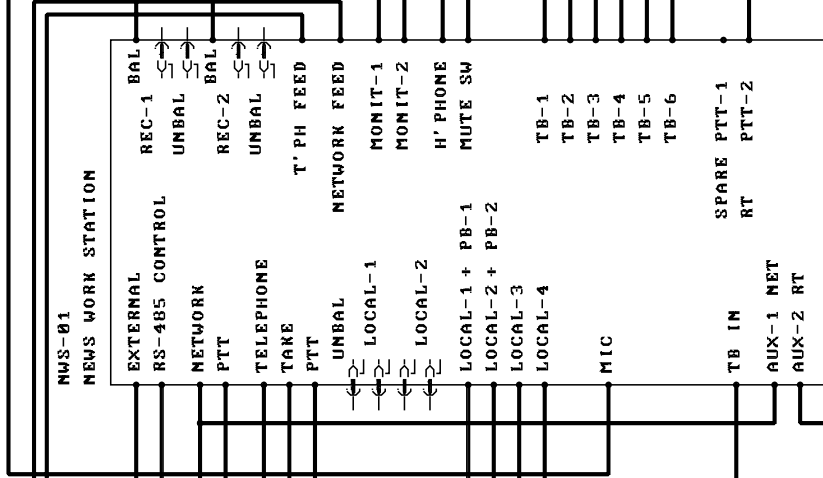 NWS-01
NEWS WORK STATION
BAL
REC-1
UNBAL
BAL
REC-2
UNBAL
T'PH FEED
NETWORK FEED
MONIT-1
MONIT-2
H'PHONE
MUTE SW
TB-1
TB-2
TB-3
TB-4
TB-5
TB-6
SPARE PTT-1
RT PTT-2
EXTERNAL
RS-485 CONTROL
NETWORK
PTT
TELEPHONE
TAKE
PTT
UNBAL
LOCAL-1
LOCAL-2
LOCAL-1 + PB-1
LOCAL-2 + PB-2
LOCAL-3
LOCAL-4
MIC
TB IN
AUX-1 NET
AUX-2 RT